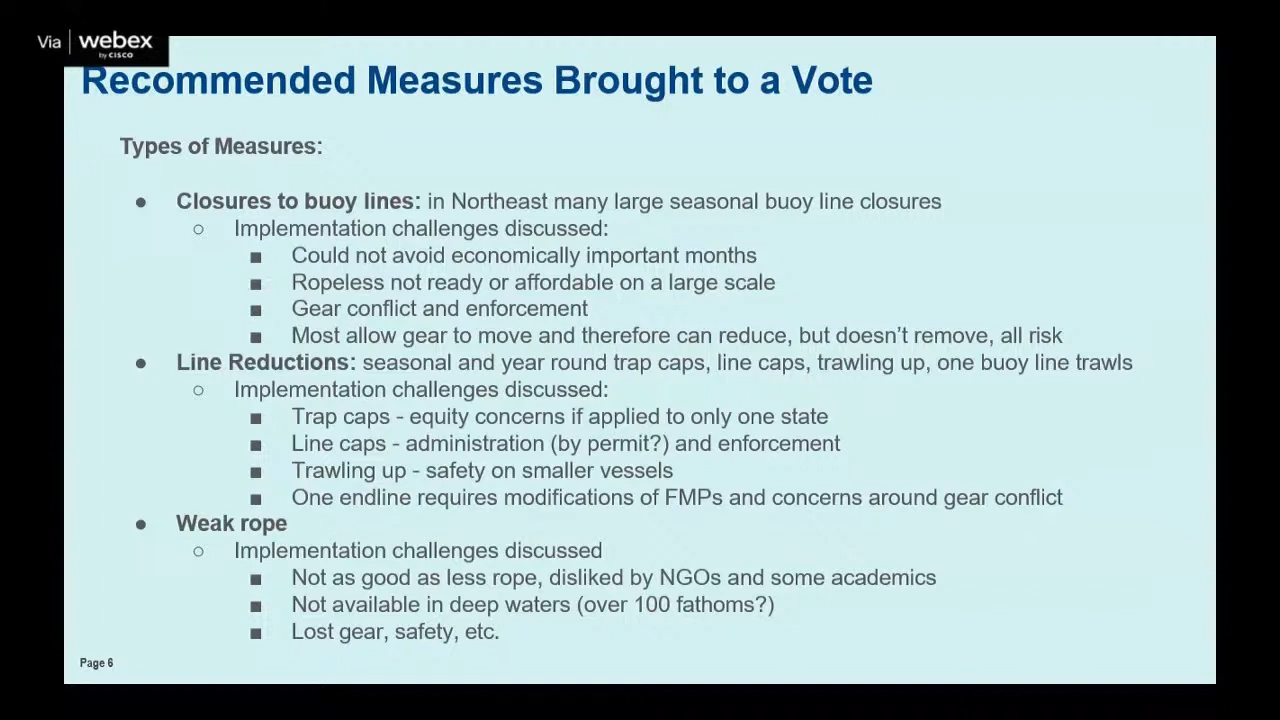 Via webex
by CISCO
Recommended Measures Brought to a Vote
Types of Measures:
● Closures to buoy lines: in Northeast many large seasonal buoy line closures
○ Implementation challenges discussed:
■ Could not avoid economically important months
■ Ropeless not ready or affordable on a large scale
■ Gear conflict and enforcement
■ Most allow gear to move and therefore can reduce, but doesn’t remove, all risk
● Line Reductions: seasonal and year round trap caps, line caps, trawling up, one buoy line trawls
○ Implementation challenges discussed:
■ Trap caps - equity concerns if applied to only one state
■ Line caps - administration (by permit?) and enforcement
■ Trawling up - safety on smaller vessels
■ One endline requires modifications of FMPs and concerns around gear conflict
● Weak rope
○ Implementation challenges discussed
■ Not as good as less rope, disliked by NGOs and some academics
■ Not available in deep waters (over 100 fathoms?)
■ Lost gear, safety, etc.
Page 6